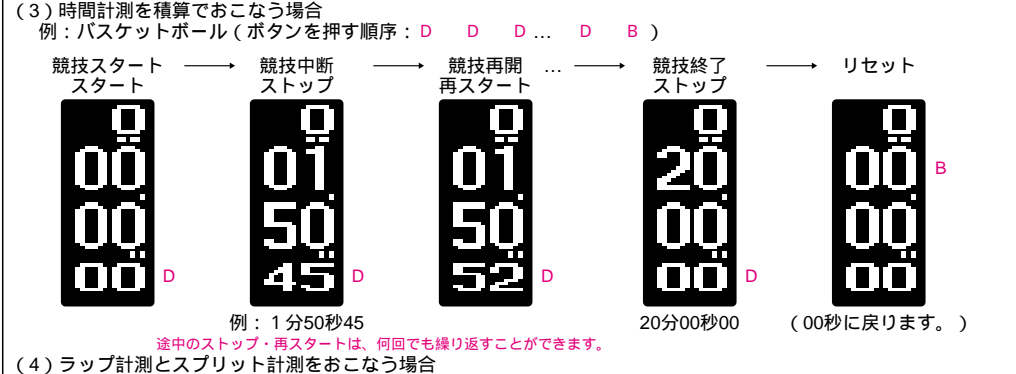 (3)時間計測を積算でおこなう場合
例:バスケットボール(ボタンを押す順序:D D D… D B)
競技スタート → 競技中断 → 競技再開 … → 競技終了 → リセット
スタート ストップ 再スタート ストップ
0 0 0 0 0
00 01 01 20 00 B
00 50 50 00 00
00 D 45 D 52 D 00 D 00
例:1分50秒45 20分00秒00 (00秒に戻ります。)
途中のストップ・再スタートは、何回でも繰り返すことができます。
(4)ラップ計測とスプリット計測をおこなう場合